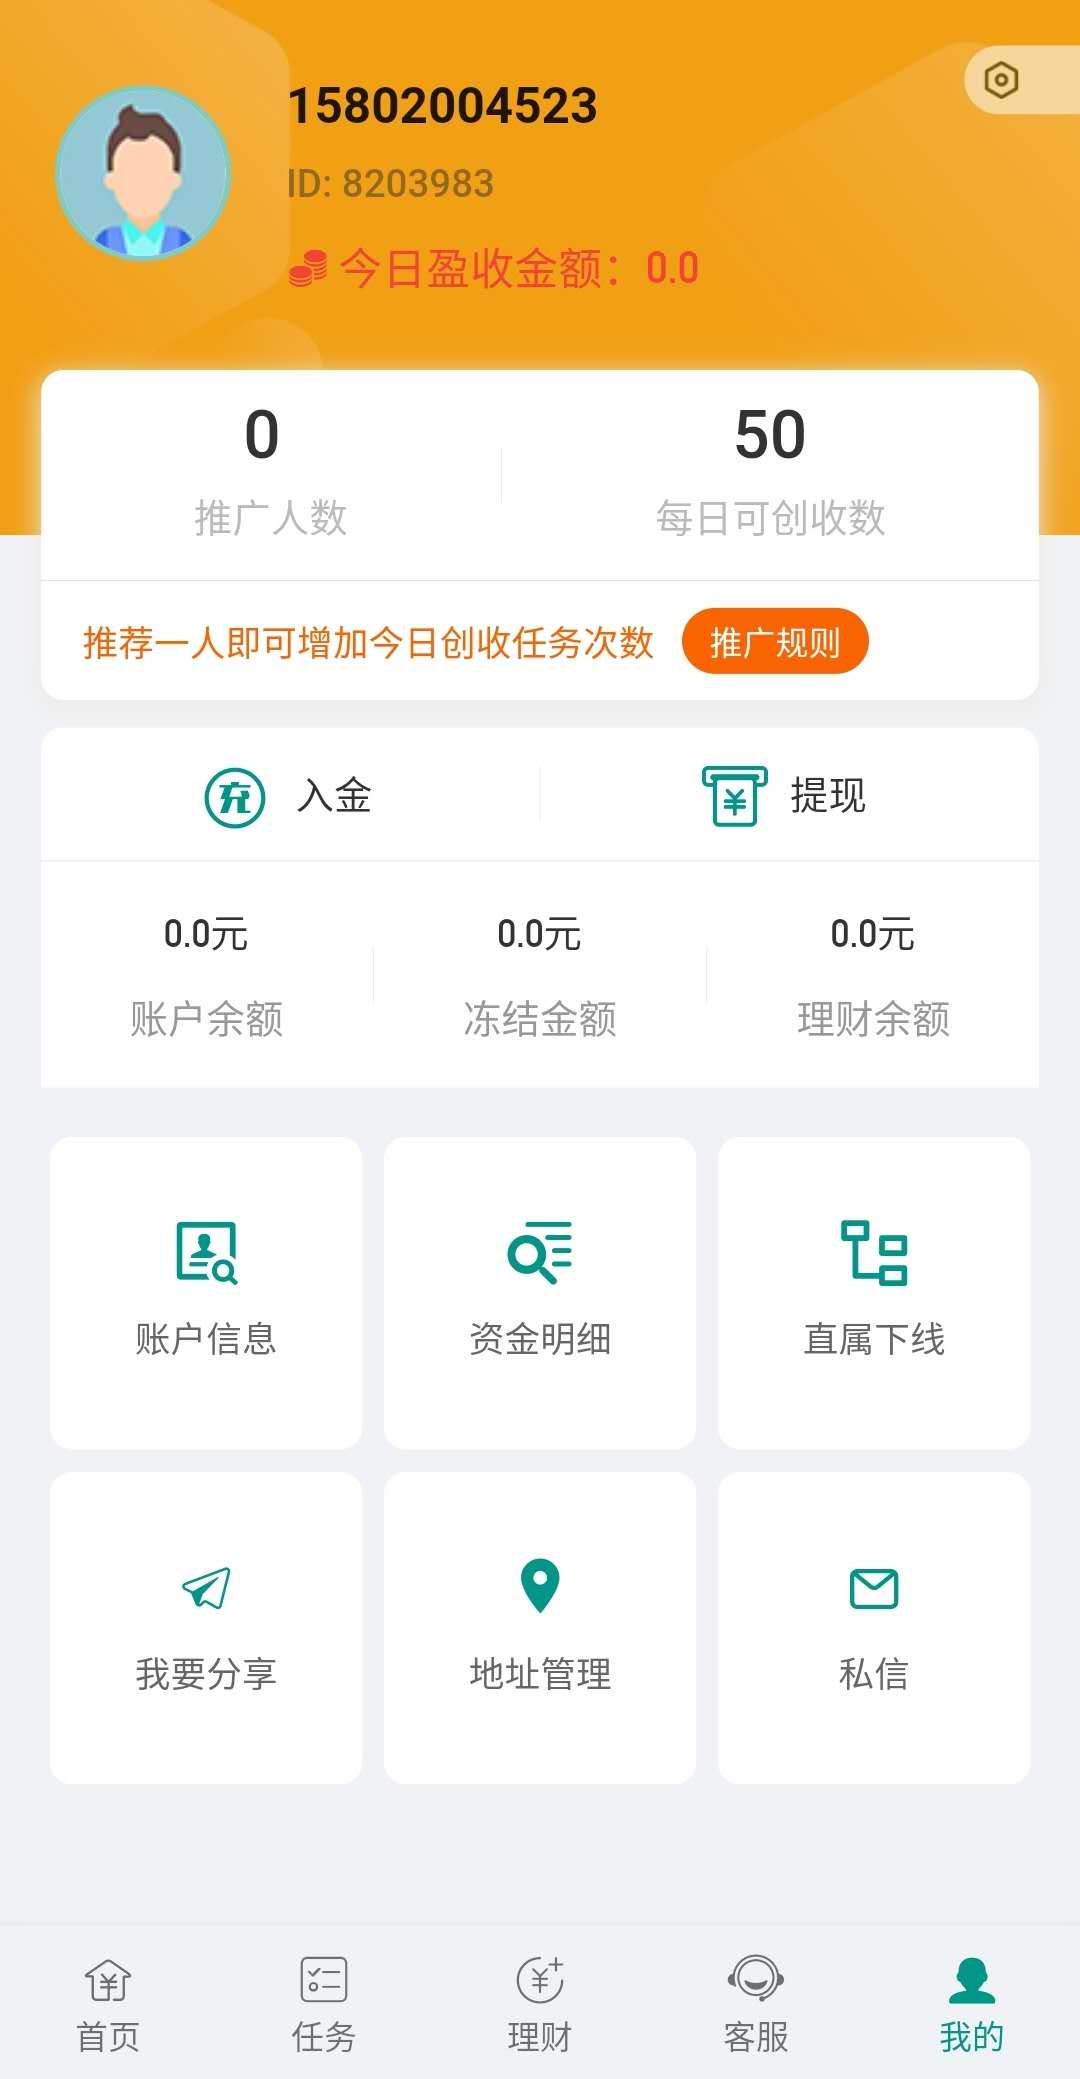 15802004523
ID: 8203983
今日盈收金额：0.0
0
50
推广人数
每日可创收数
推荐一人即可增加今日创收任务次数
推广规则
充 入金
¥ 提现
0.0元
0.0元
0.0元
账户余额
冻结金额
理财余额
账户信息
资金明细
直属下线
我要分享
地址管理
私信
首页
任务
理财
客服
我的